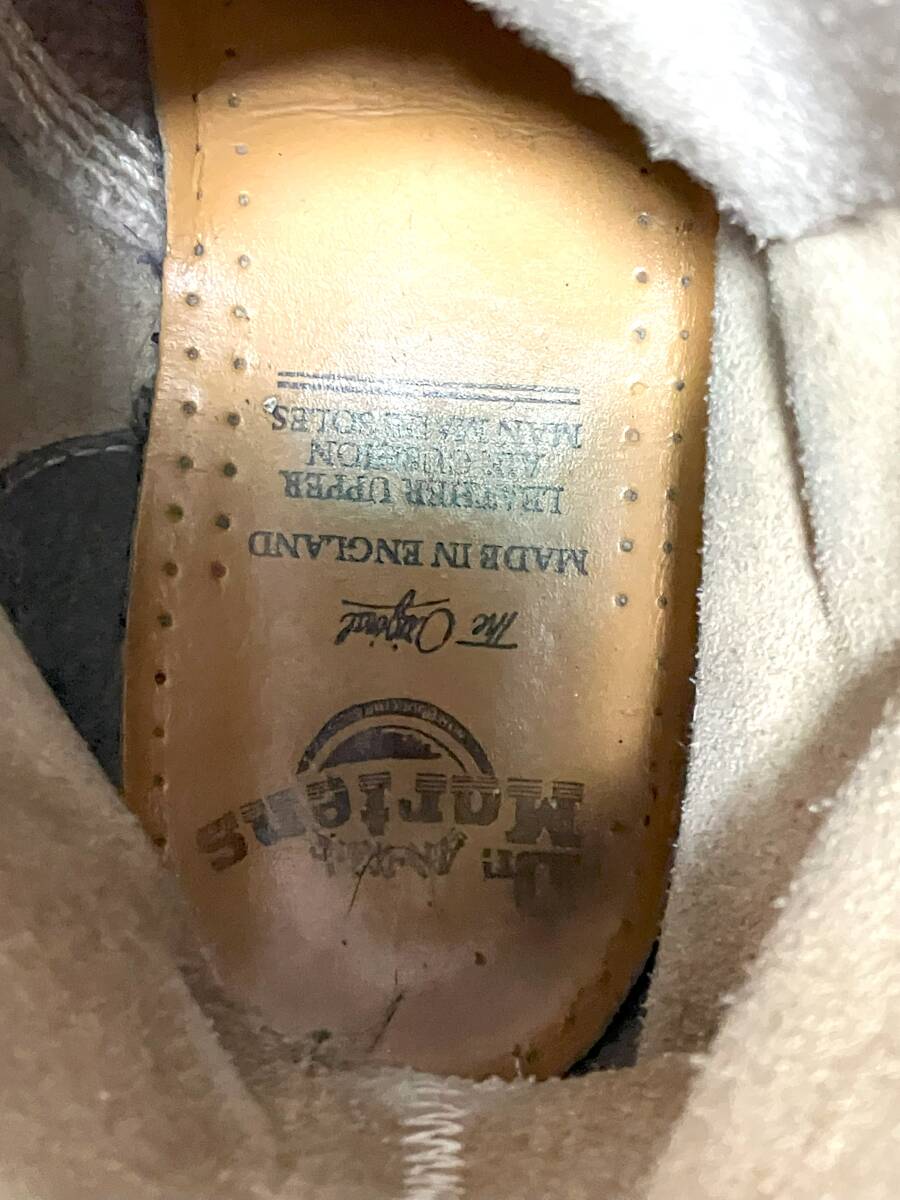 Dr.
Martens
The Original
MADE IN ENGLAND
LEATHER UPPER
AIR CUSHION
MAN MADE SOLES